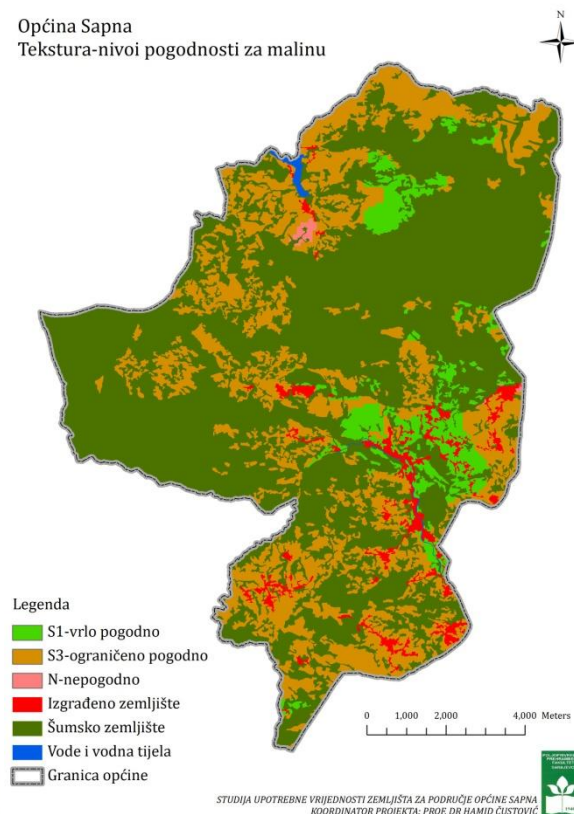 Općina Sapna
Tekstura-nivoi pogodnosti za malinu
N
Legenda
S1-vrlo pogodno
S3-ograničeno pogodno
N-nepogodno
Izgrađeno zemljište
Šumsko zemljište
Vode i vodna tijela
Granica općine
0 1,000 2,000 4,000 Meters
STUDIJA UPOTREBNE VRIJEDNOSTI ZEMLJIŠTA ZA PODRUČJE OPĆINE SAPNA
KOORDINATOR PROJEKTA: PROF. DR HAMID ČUSTOVIĆ